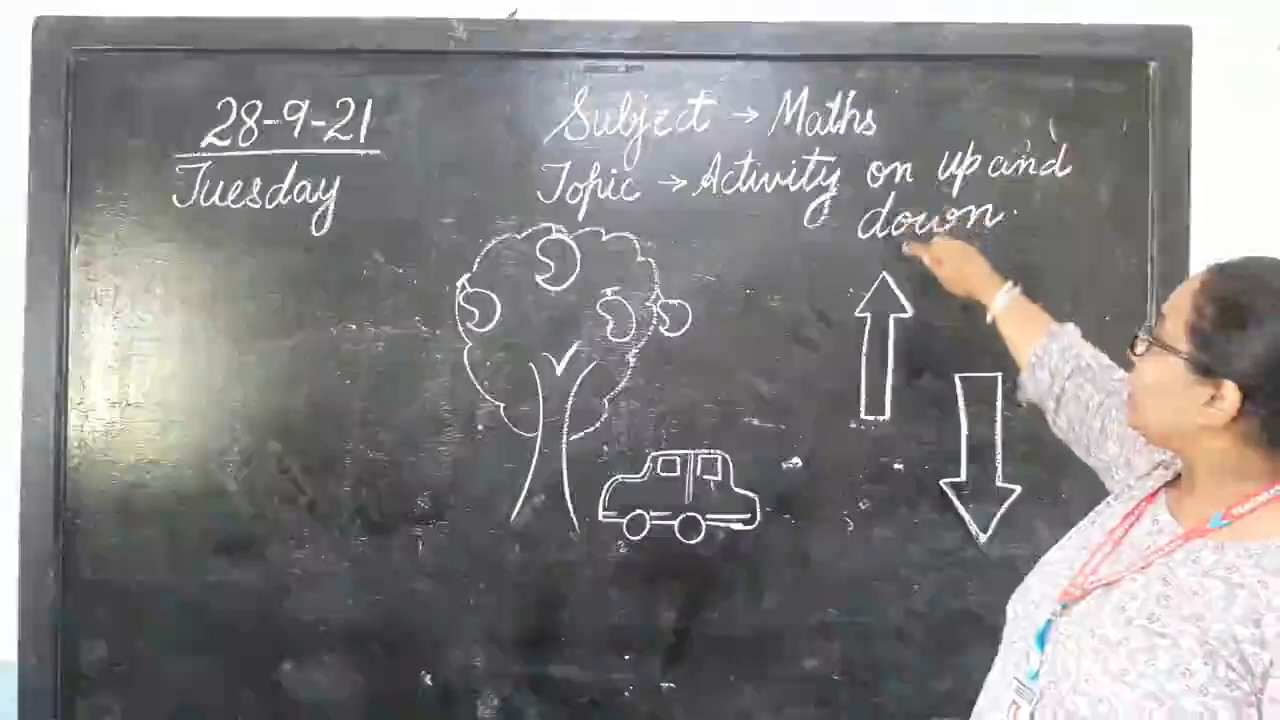 28-9-21
Tuesday
Subject → Maths
Topic → Activity on up and
down.